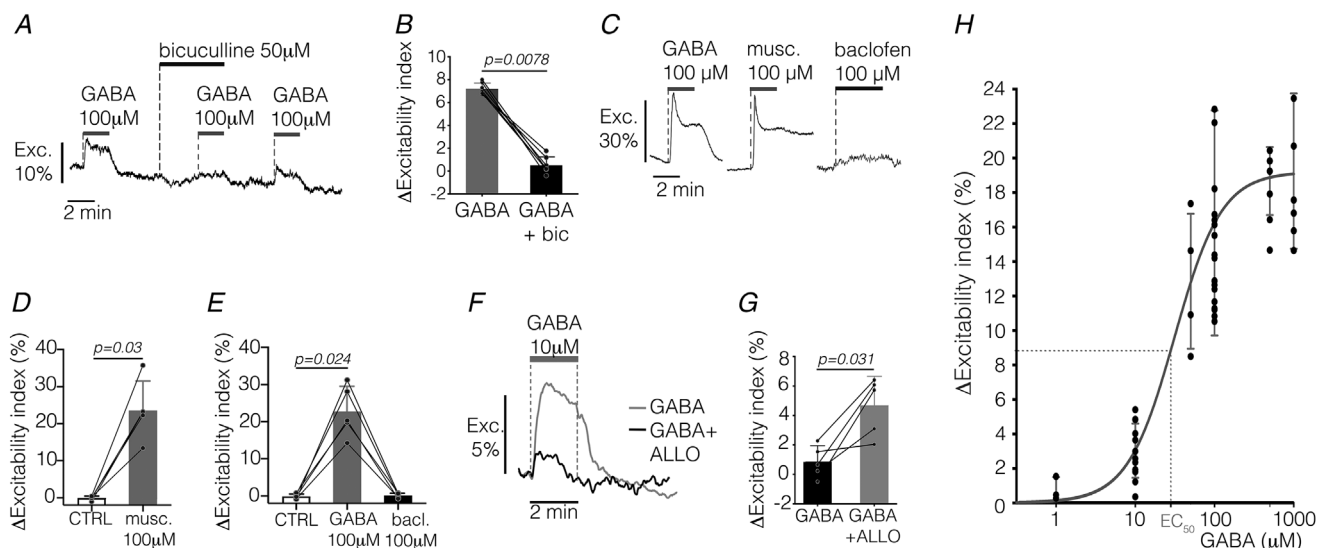 A
bicuculline 50µM
GABA
100µM
GABA
100µM
GABA
100µM
Exc.
10%
2 min
B
ΔExcitability index
p=0.0078
8
7
6
4
2
10
0
-2
GABA
GABA
+ bic
C
GABA
100 µM
musc.
100 µM
baclofen
100 µM
Exc.
30%
2 min
D
ΔExcitability index (%)
p=0.03
40
30
20
10
0
CTRL
musc.
100µM
E
ΔExcitability index (%)
p=0.024
40
30
20
10
0
CTRL
GABA
100µM
bacl.
100µM
F
GABA
10µM
Exc.
5%
GABA
GABA+
ALLO
2 min
G
ΔExcitability index (%)
p=0.031
8
6
4
2
0
-2
GABA
GABA
+ALLO
H
ΔExcitability index (%)
24
22
20
18
16
14
12
10
8
6
4
2
0
1
10
EC50
100
1000
GABA (µM)